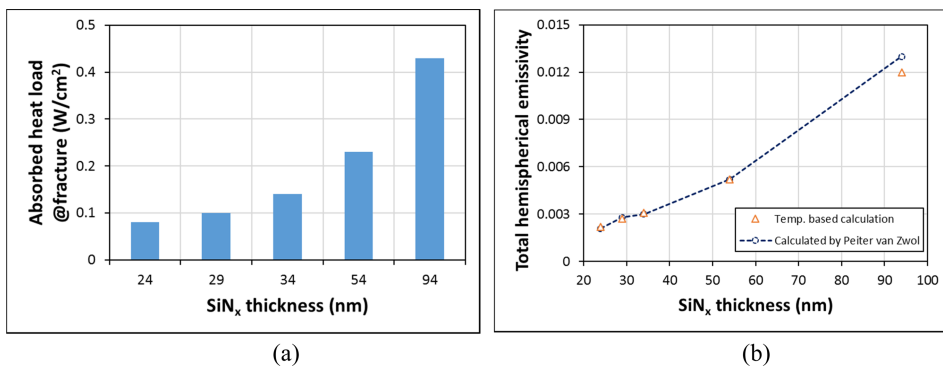 (a)
Absorbed heat load
@fracture (W/cm²)
0.5
0.4
0.3
0.2
0.1
0
24 29 34 54 94
SiNₓ thickness (nm)
(b)
Total hemispherical emissivity
0.015
0.012
0.009
0.006
0.003
0
20 30 40 50 60 70 80 90 100
SiNₓ thickness (nm)
Temp. based calculation
Calculated by Peiter van Zwol
(a)
(b)